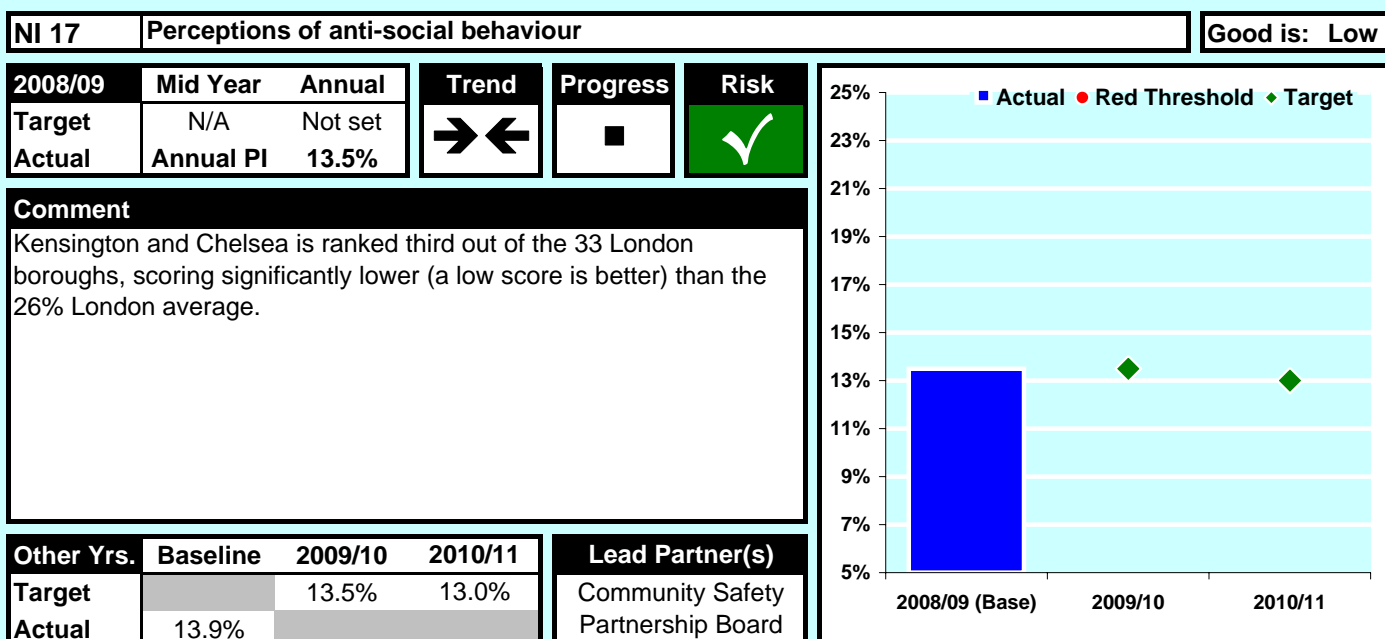 NI 17 Perceptions of anti-social behaviour Good is: Low
2008/09 Mid Year Annual
Target N/A Not set
Actual Annual PI 13.5%
Trend Progress Risk
Comment
Kensington and Chelsea is ranked third out of the 33 London
boroughs, scoring significantly lower (a low score is better) than the
26% London average.
Other Yrs. Baseline 2009/10 2010/11
Target 13.5% 13.0%
Actual 13.9%
Lead Partner(s)
Community Safety
Partnership Board
Actual Red Threshold Target
25%
23%
21%
19%
17%
15%
13%
11%
9%
7%
5%
2008/09 (Base) 2009/10 2010/11